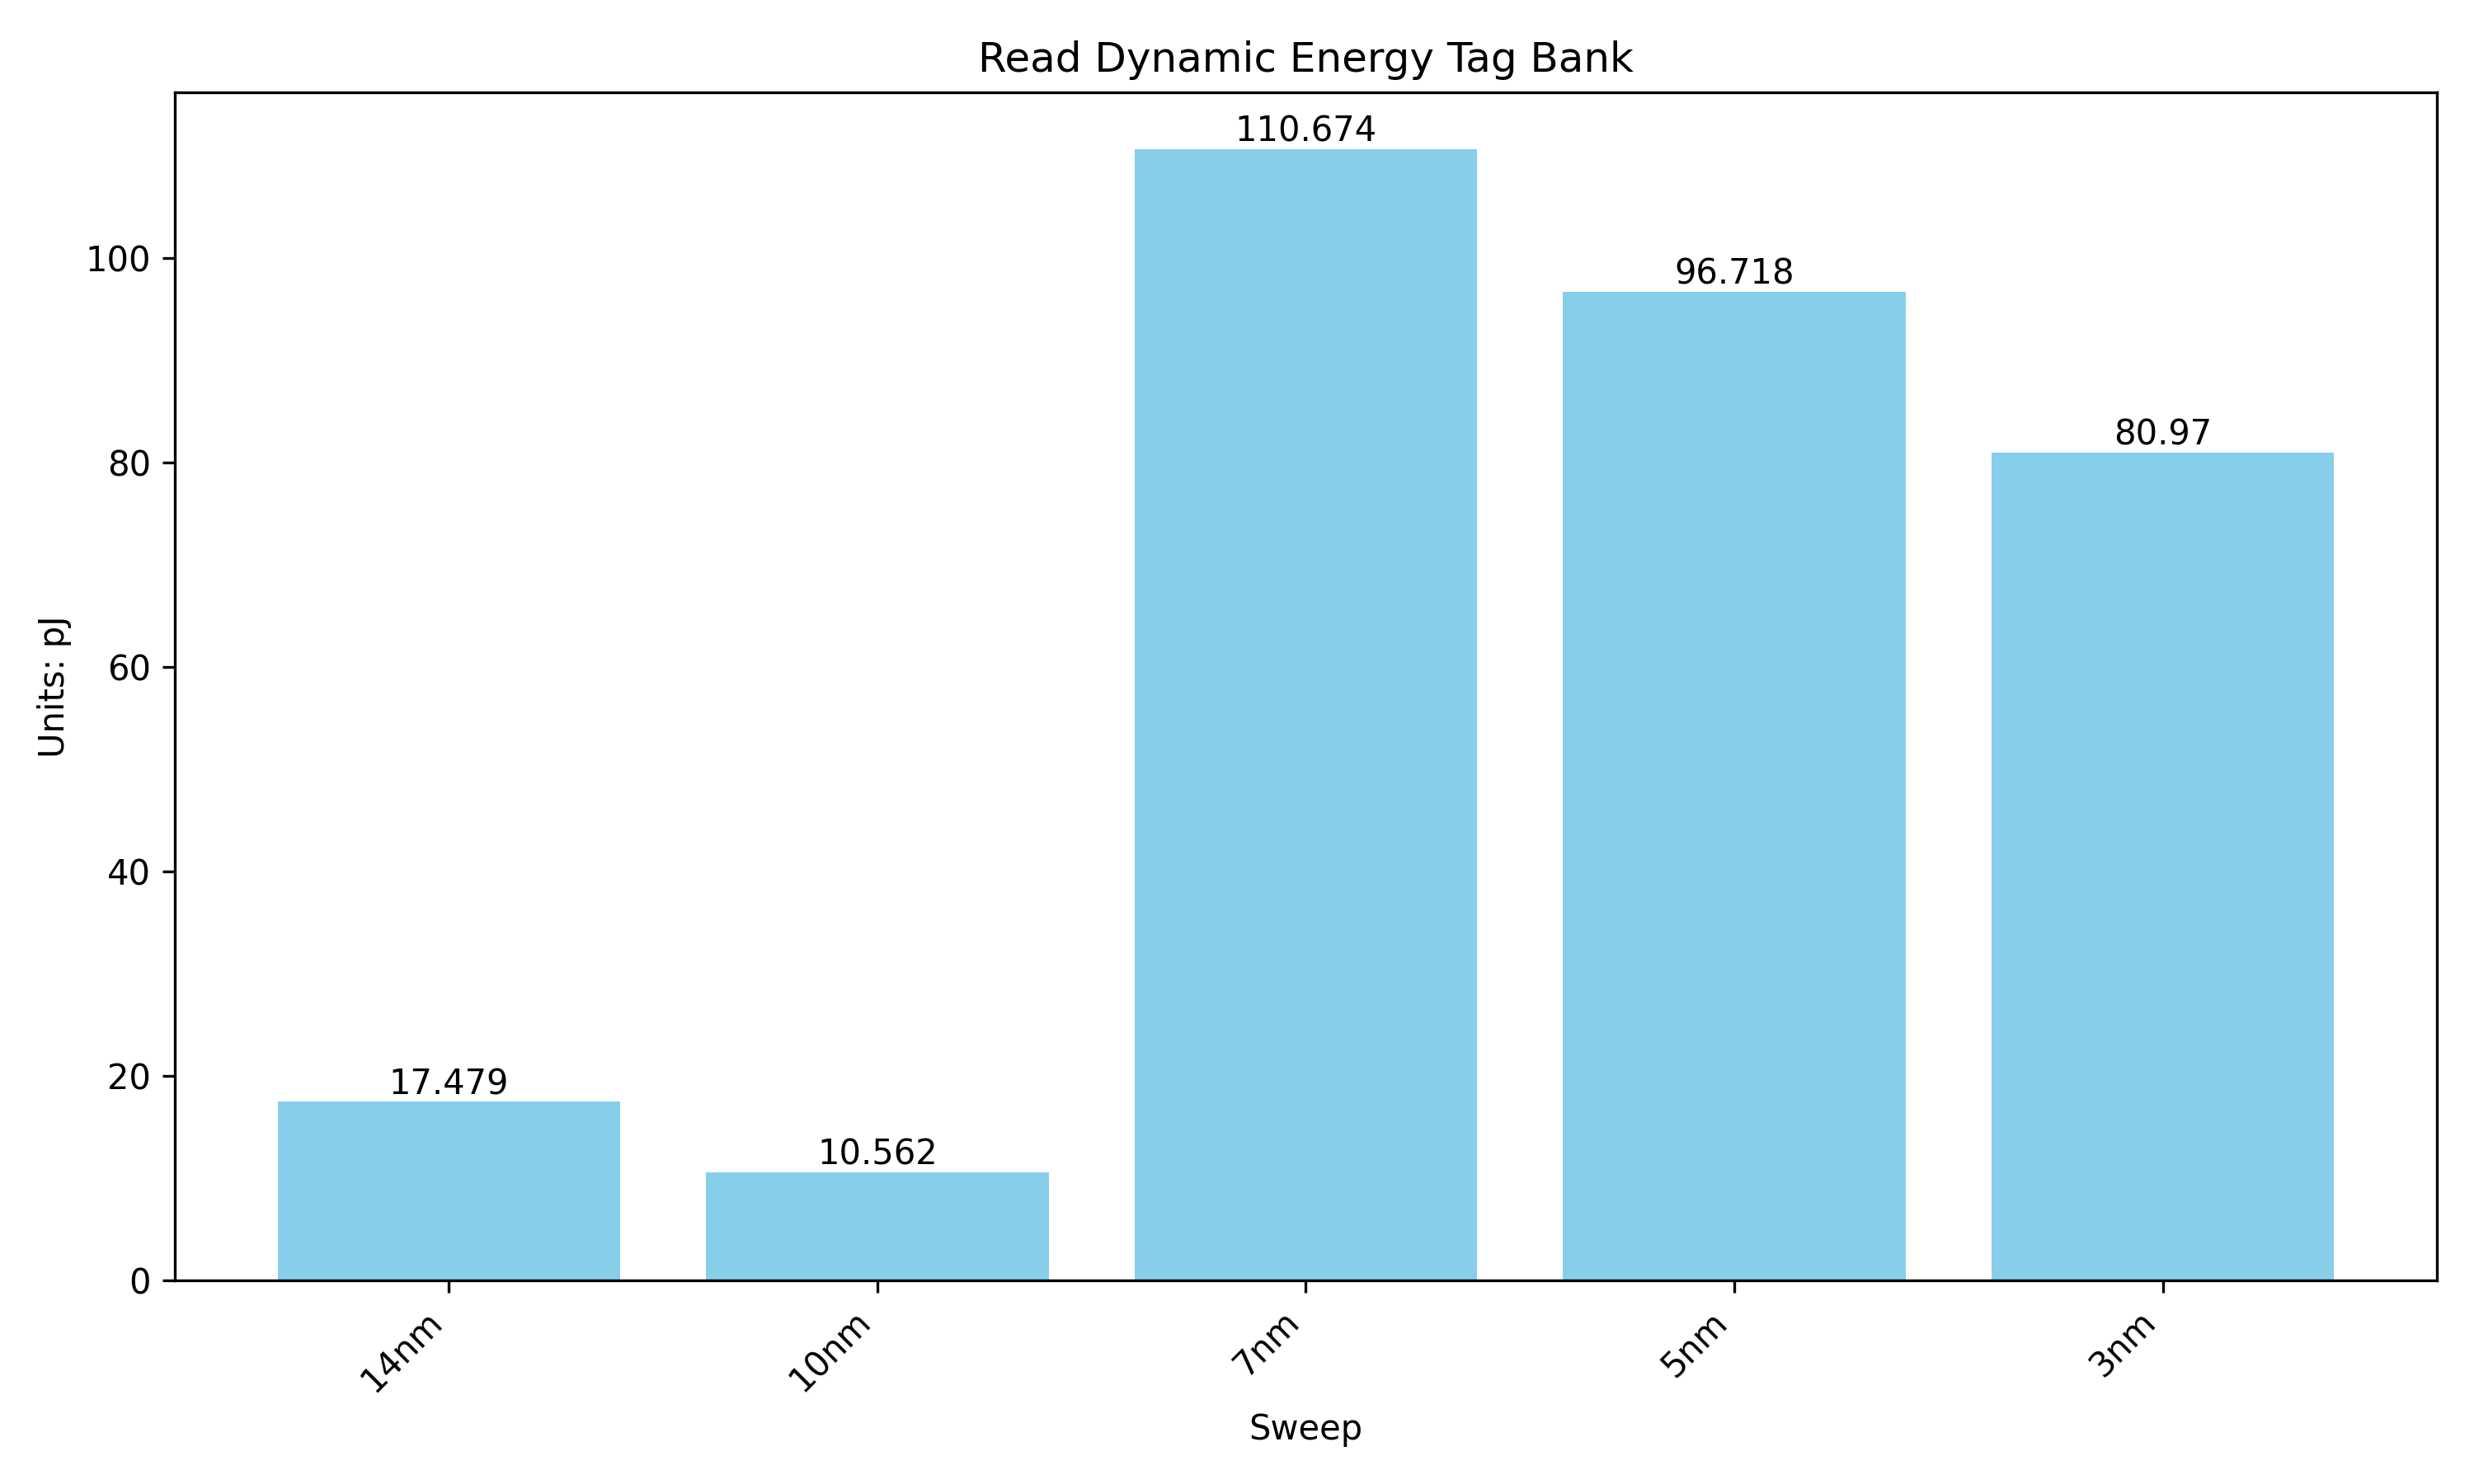 Read Dynamic Energy Tag Bank
110.674
100
96.718
80.97
80
Units: pJ
60
40
20
17.479
10.562
0
14nm
10nm
7nm
5nm
3nm
Sweep